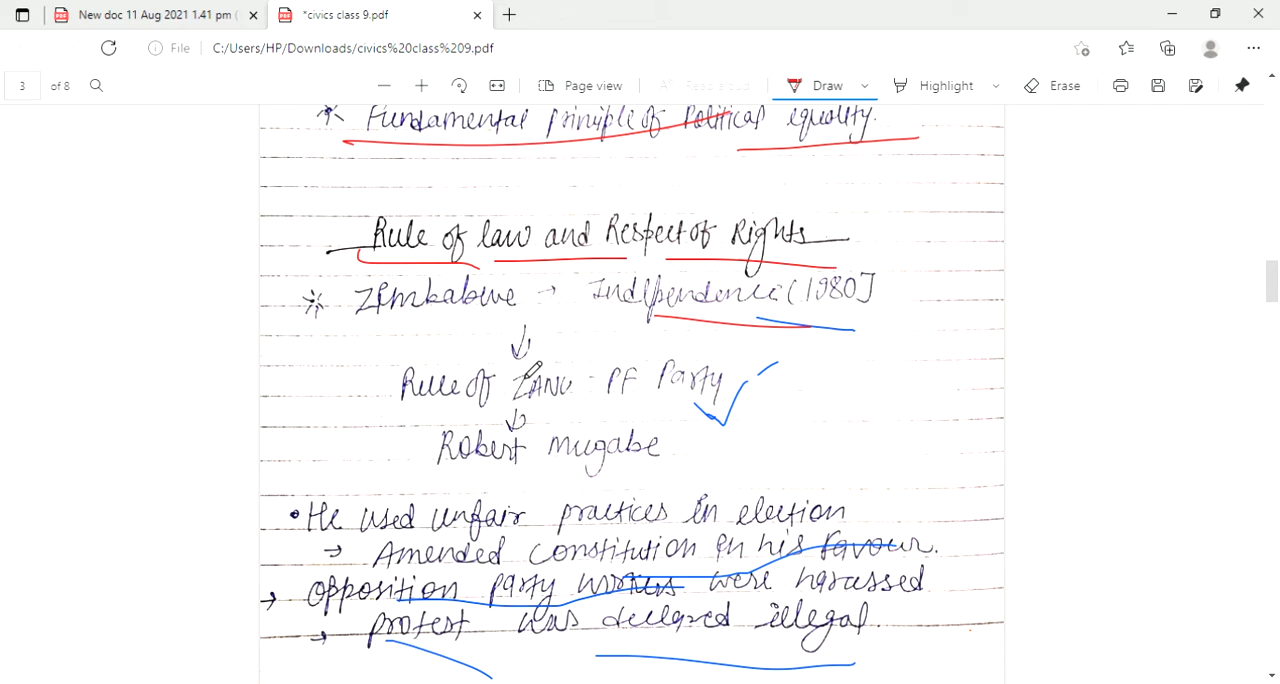 New doc 11 Aug 2021 1.41 pm (
*civics class 9.pdf
File C:/Users/HP/Downloads/civics%20class%209.pdf
3 of 8 Page view Draw Highlight Erase
Fundamental principle of Political equality.
Rule of law and Respect of Rights
Zimbabwe → Independence (1980]
Rule of ZANU - PF Party
Robert Mugabe
• He used unfair practices in election
→ Amended constitution in his favour.
→ Opposition party workers were harassed
→ protest was declared illegal.